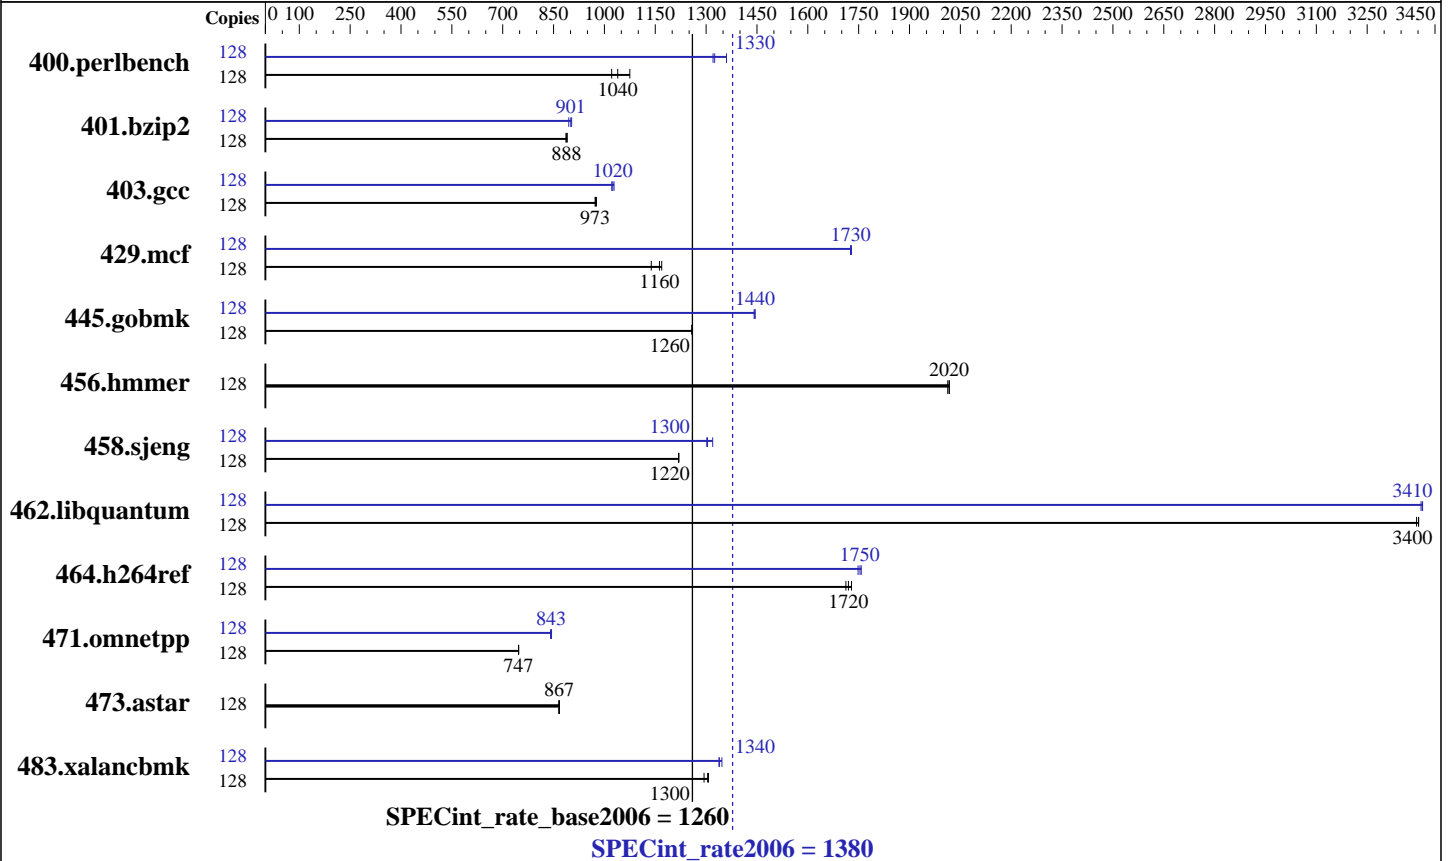 Copies 0 100 250 400 550 700 850 1000 1150 1300 1450 1600 1750 1900 2050 2200 2350 2500 2650 2800 2950 3100 3250 3450
400.perlbench 128 1330
128 1040
401.bzip2 128 901
128 888
403.gcc 128 1020
128 973
429.mcf 128 1730
128 1160
445.gobmk 128 1440
128 1260
456.hmmer 128 2020
458.sjeng 128 1300
128 1220
462.libquantum 128 3410
128 3400
464.h264ref 128 1750
128 1720
471.omnetpp 128 843
128 747
473.astar 128 867
483.xalancbmk 128 1340
128 1300
SPECint_rate_base2006 = 1260
SPECint_rate2006 = 1380